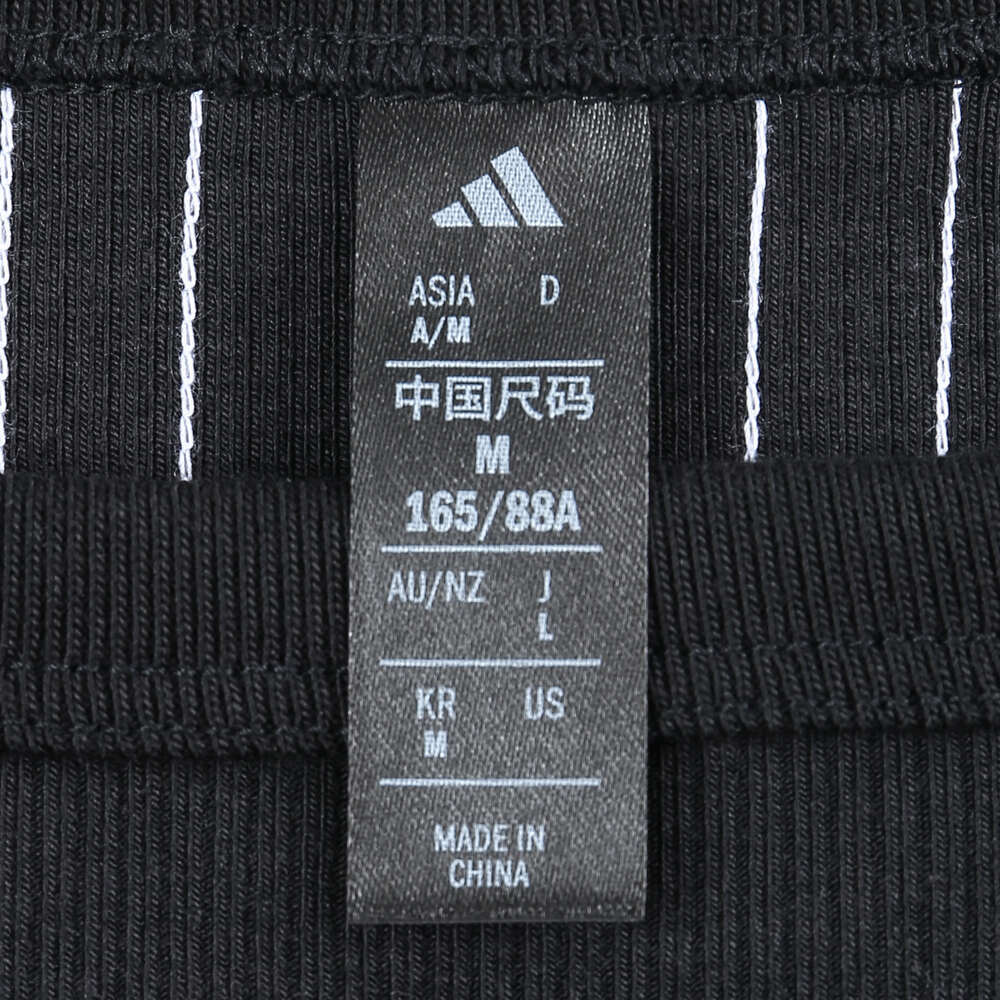 ASIA D
A/M
中国尺码
M
165/88A
AU/NZ J
L
KR US
M
MADE IN
CHINA